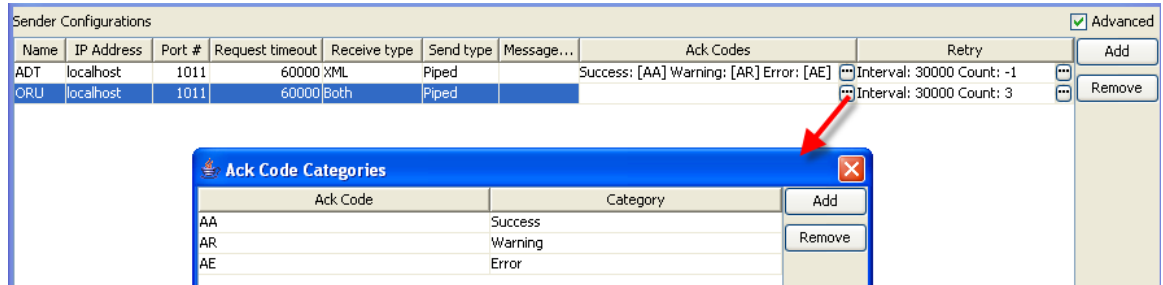 Sender Configurations Advanced
Name IP Address Port # Request timeout Receive type Send type Message... Ack Codes Retry Add
ADT localhost 1011 60000 XML Piped Success: [AA] Warning: [AR] Error: [AE] ... Interval: 30000 Count: -1 ...
ORU localhost 1011 60000 Both Piped ... Interval: 30000 Count: 3 ... Remove
Ack Code Categories
Ack Code Category Add
AA Success
AR Warning Remove
AE Error